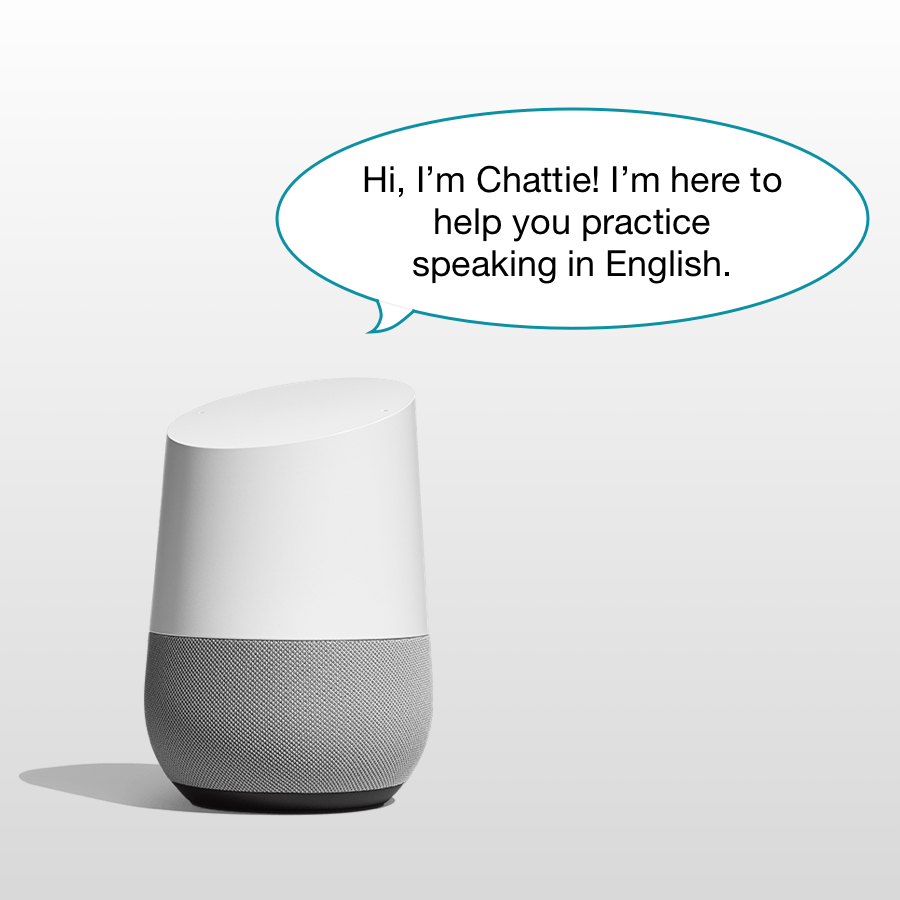 Hi, I’m Chattie! I’m here to
help you practice
speaking in English.